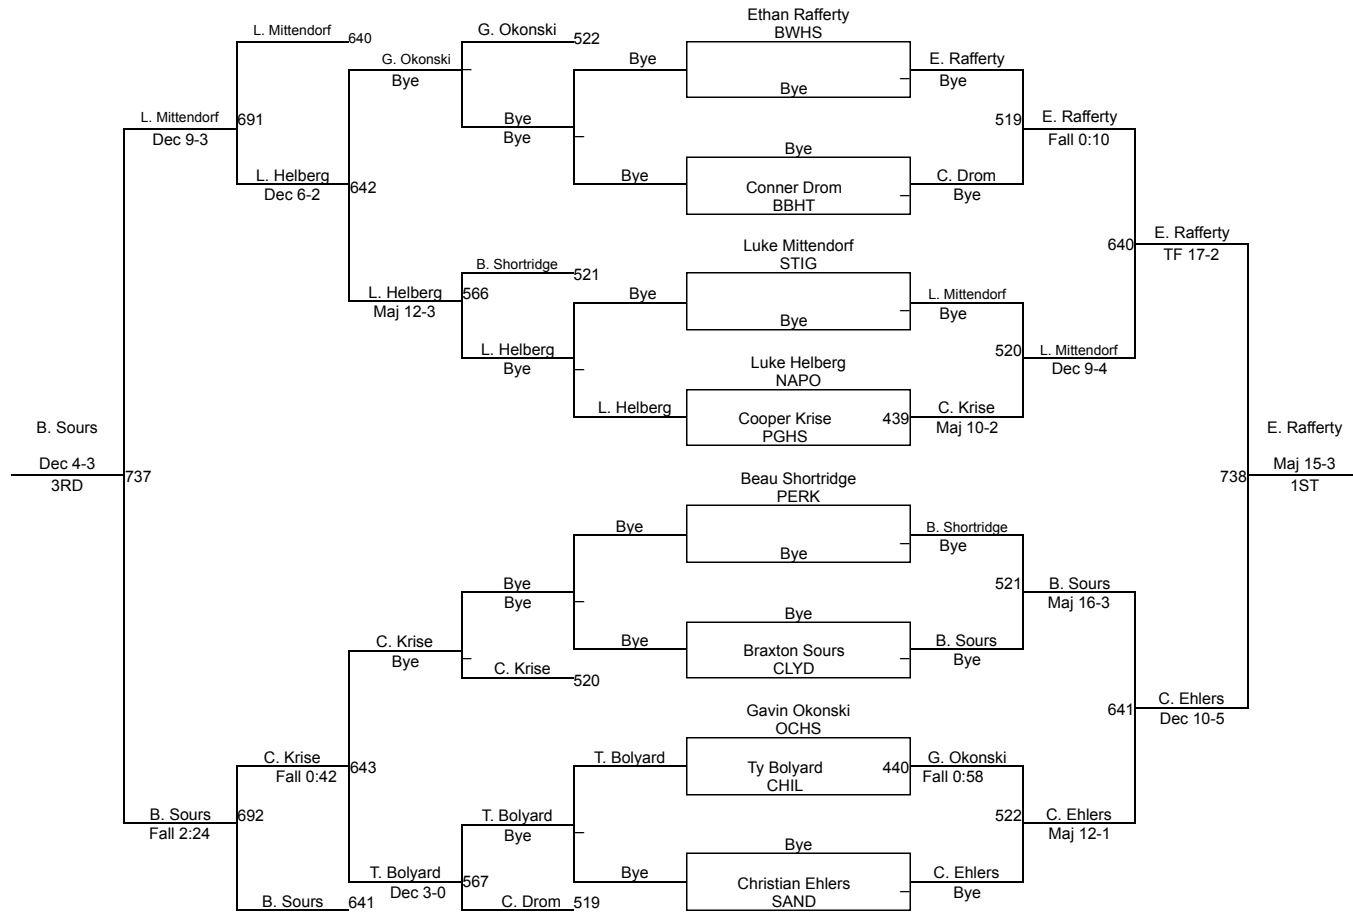 Ethan Rafferty
BWHS
L. Mittendorf
640
G. Okonski
522
G. Okonski
Bye
Bye
E. Rafferty
Bye
Bye
Bye
L. Mittendorf
691
Dec 9-3
Bye
Bye
519
E. Rafferty
Fall 0:10
Bye
L. Helberg
Dec 6-2
642
Bye
Conner Drom
BBHT
C. Drom
Bye
Luke Mittendorf
STIG
640
E. Rafferty
TF 17-2
B. Shortridge
521
L. Helberg
566
Maj 12-3
Bye
Bye
L. Mittendorf
Bye
L. Helberg
Bye
520
L. Mittendorf
Dec 9-4
Luke Helberg
NAPO
L. Helberg
Cooper Krise
PGHS
439
C. Krise
Maj 10-2
B. Sours
E. Rafferty
Dec 4-3
3RD
737
738
Maj 15-3
1ST
Beau Shortridge
PERK
Bye
Bye
B. Shortridge
Bye
Bye
Bye
521
B. Sours
Maj 16-3
Bye
C. Krise
Bye
Bye
Braxton Sours
CLYD
B. Sours
Bye
C. Krise
520
641
C. Ehlers
Dec 10-5
Gavin Okonski
OCHS
C. Krise
Fall 0:42
643
T. Bolyard
Ty Bolyard
CHIL
440
G. Okonski
Fall 0:58
B. Sours
692
Fall 2:24
T. Bolyard
Bye
522
C. Ehlers
Maj 12-1
Bye
T. Bolyard
567
Dec 3-0
Bye
Christian Ehlers
SAND
C. Ehlers
Bye
B. Sours
641
C. Drom
519